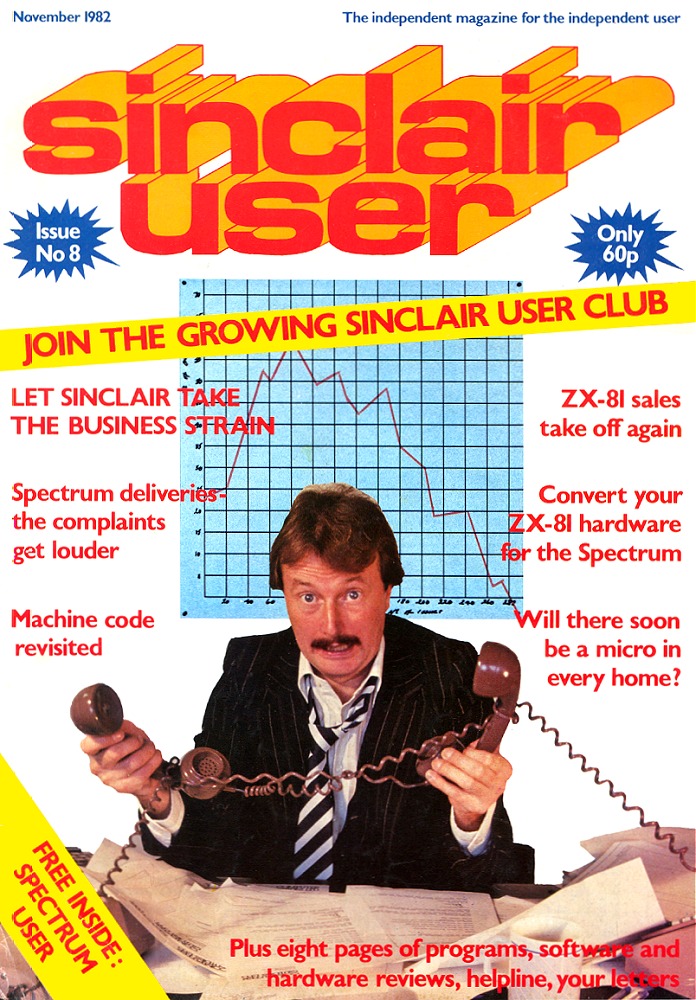 November 1982
The independent magazine for the independent user
sinclair
user
Issue
No 8
Only
60p
JOIN THE GROWING SINCLAIR USER CLUB
LET SINCLAIR TAKE
THE BUSINESS STRAIN
Spectrum deliveries-
the complaints
get louder
Machine code
revisited
ZX-81 sales
take off again
Convert your
ZX-81 hardware
for the Spectrum
Will there soon
be a micro in
every home?
FREE INSIDE:
SPECTRUM
USER
Plus eight pages of programs, software and
hardware reviews, helpline, your letters